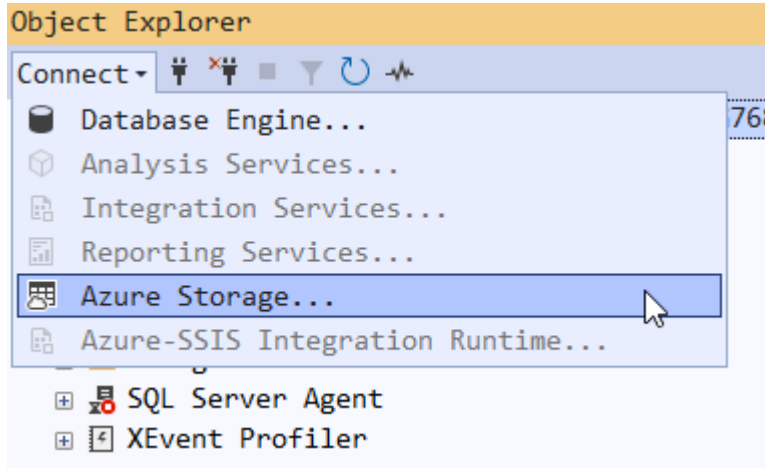 Object Explorer
Connect
Database Engine...
Analysis Services...
Integration Services...
Reporting Services...
Azure Storage...
Azure-SSIS Integration Runtime...
SQL Server Agent
XEvent Profiler